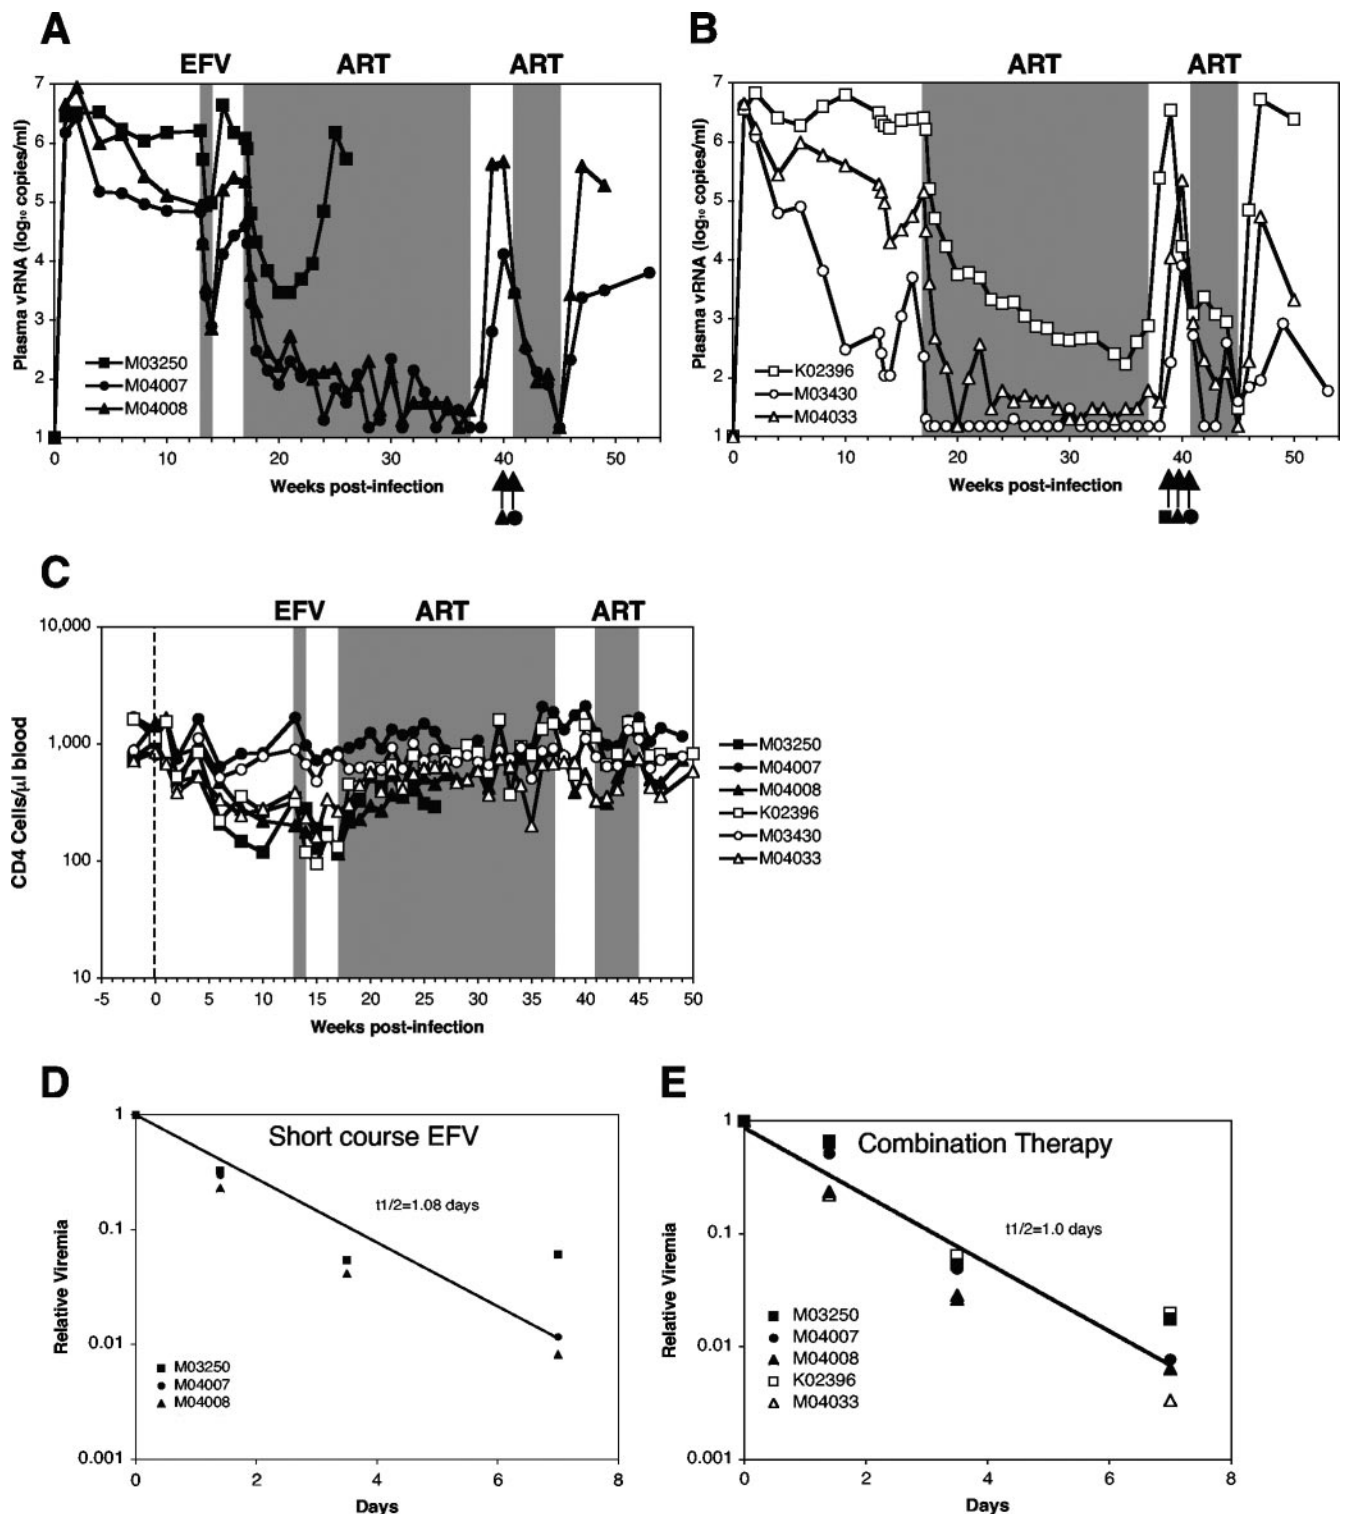 A
EFV ART ART
Plasma vRNA (log₁₀ copies/ml)
7
6
5
4
3
2
1
M03250
M04007
M04008
0 10 20 30 40 50
Weeks post-infection
B
ART ART
Plasma vRNA (log₁₀ copies/ml)
7
6
5
4
3
2
1
K02396
M03430
M04033
0 10 20 30 40 50
Weeks post-infection
C
EFV ART ART
CD4 Cells/µl blood
10,000
1,000
100
10
M03250
M04007
M04008
K02396
M03430
M04033
-5 0 5 10 15 20 25 30 35 40 45 50
Weeks post-infection
D
Short course EFV
t1/2=1.08 days
Relative Viremia
1
0.1
0.01
0.001
M03250
M04007
M04008
0 2 4 6 8
Days
E
Combination Therapy
t1/2=1.0 days
Relative Viremia
1
0.1
0.01
0.001
M03250
M04007
M04008
K02396
M04033
0 2 4 6 8
Days